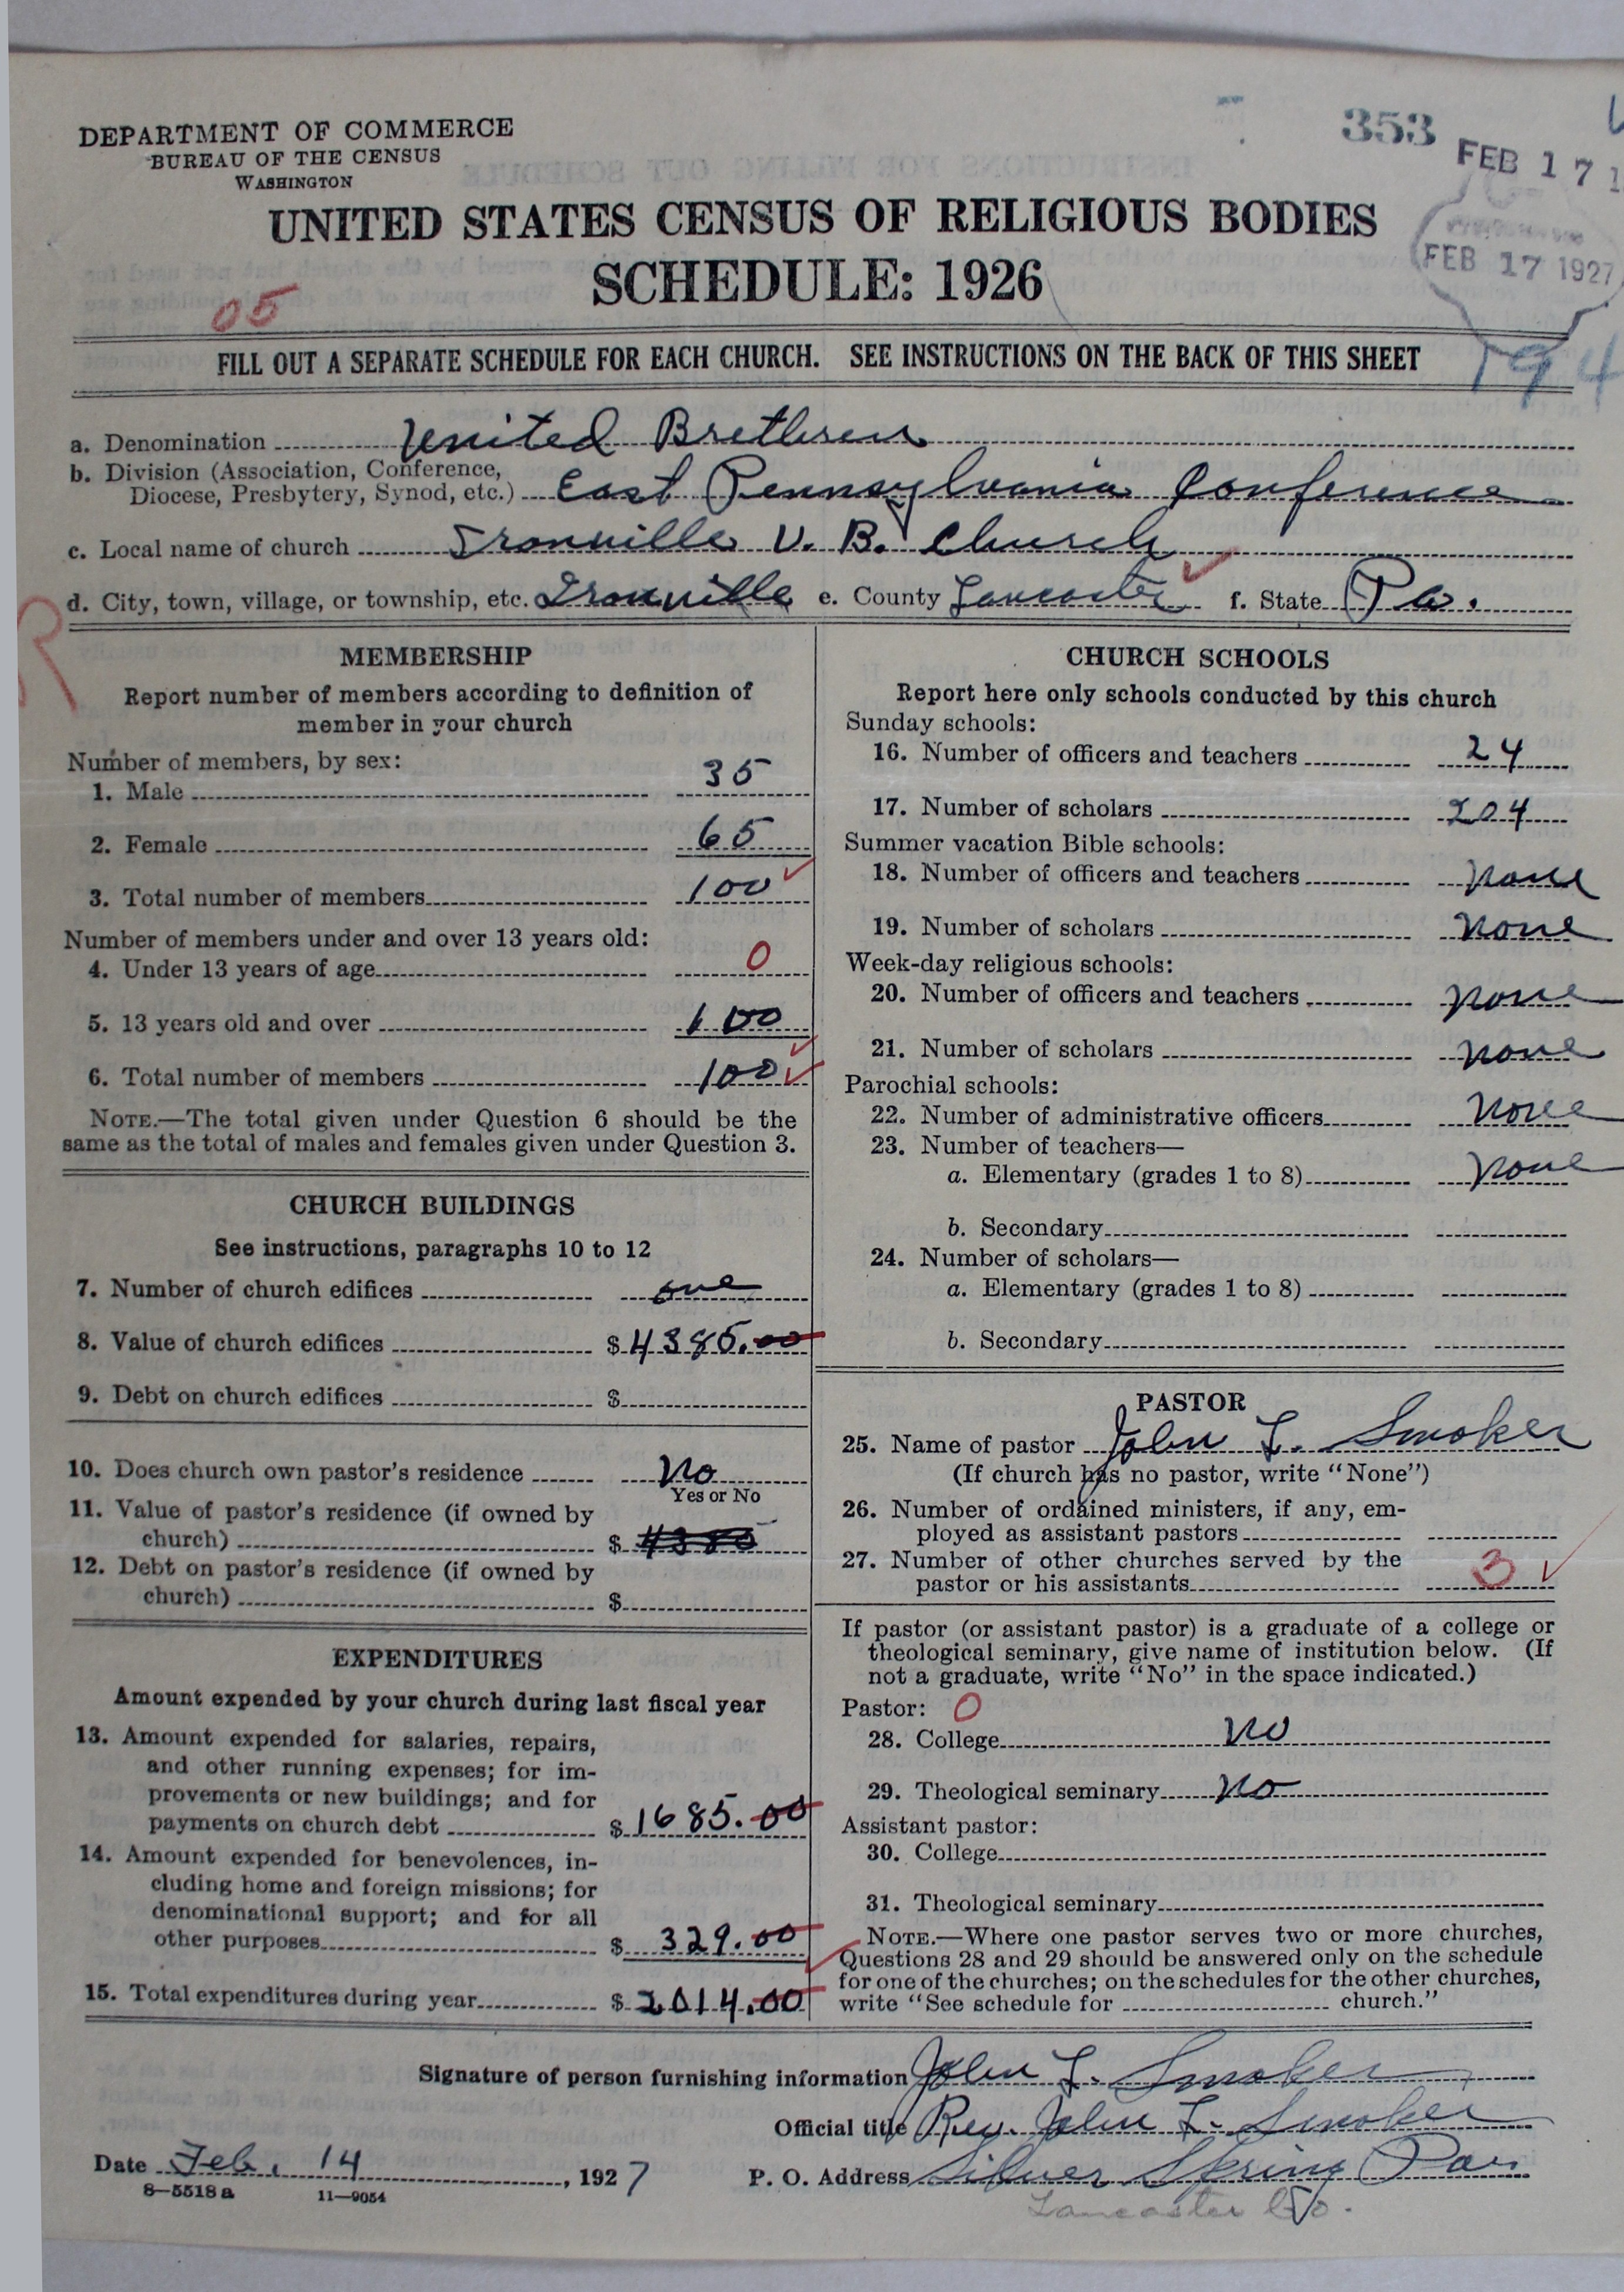 353
FEB 17 1
DEPARTMENT OF COMMERCE
BUREAU OF THE CENSUS
WASHINGTON
UNITED STATES CENSUS OF RELIGIOUS BODIES
SCHEDULE: 1926
FEB 17 1927
05
FILL OUT A SEPARATE SCHEDULE FOR EACH CHURCH. SEE INSTRUCTIONS ON THE BACK OF THIS SHEET
194
a. Denomination United Brethren
b. Division (Association, Conference,
Diocese, Presbytery, Synod, etc.) East Pennsylvania Conference
c. Local name of church Ironville U. B. Church
d. City, town, village, or township, etc. Ironville e. County Lancaster f. State Pa.
R
MEMBERSHIP
Report number of members according to definition of
member in your church
Number of members, by sex:
1. Male 35
2. Female 65
3. Total number of members 100
Number of members under and over 13 years old:
4. Under 13 years of age 0
5. 13 years old and over 100
6. Total number of members 100
NOTE.—The total given under Question 6 should be the
same as the total of males and females given under Question 3.
CHURCH BUILDINGS
See instructions, paragraphs 10 to 12
7. Number of church edifices one
8. Value of church edifices $ 4385.00
9. Debt on church edifices $
10. Does church own pastor's residence No
Yes or No
11. Value of pastor's residence (if owned by
church) $ 4385
12. Debt on pastor's residence (if owned by
church) $
EXPENDITURES
Amount expended by your church during last fiscal year
13. Amount expended for salaries, repairs,
and other running expenses; for im-
provements or new buildings; and for
payments on church debt $ 1685.00
14. Amount expended for benevolences, in-
cluding home and foreign missions; for
denominational support; and for all
other purposes $ 329.00
15. Total expenditures during year $ 2014.00
CHURCH SCHOOLS
Report here only schools conducted by this church
Sunday schools:
16. Number of officers and teachers 24
17. Number of scholars 204
Summer vacation Bible schools:
18. Number of officers and teachers none
19. Number of scholars none
Week-day religious schools:
20. Number of officers and teachers none
21. Number of scholars none
Parochial schools:
22. Number of administrative officers none
23. Number of teachers—
a. Elementary (grades 1 to 8) none
b. Secondary
24. Number of scholars—
a. Elementary (grades 1 to 8)
b. Secondary
PASTOR
25. Name of pastor John L. Smoker
(If church has no pastor, write "None")
26. Number of ordained ministers, if any, em-
ployed as assistant pastors
27. Number of other churches served by the
pastor or his assistants 3
If pastor (or assistant pastor) is a graduate of a college or
theological seminary, give name of institution below. (If
not a graduate, write "No" in the space indicated.)
Pastor: 0
28. College No
29. Theological seminary No
Assistant pastor:
30. College
31. Theological seminary
NOTE.—Where one pastor serves two or more churches,
Questions 28 and 29 should be answered only on the schedule
for one of the churches; on the schedules for the other churches,
write "See schedule for church."
Signature of person furnishing information John L. Smoker
Official title Rev. John L. Smoker
Date Feb. 14, 1927 P. O. Address Silver Spring Pa.
8—5518a 11—9054
Lancaster Co.